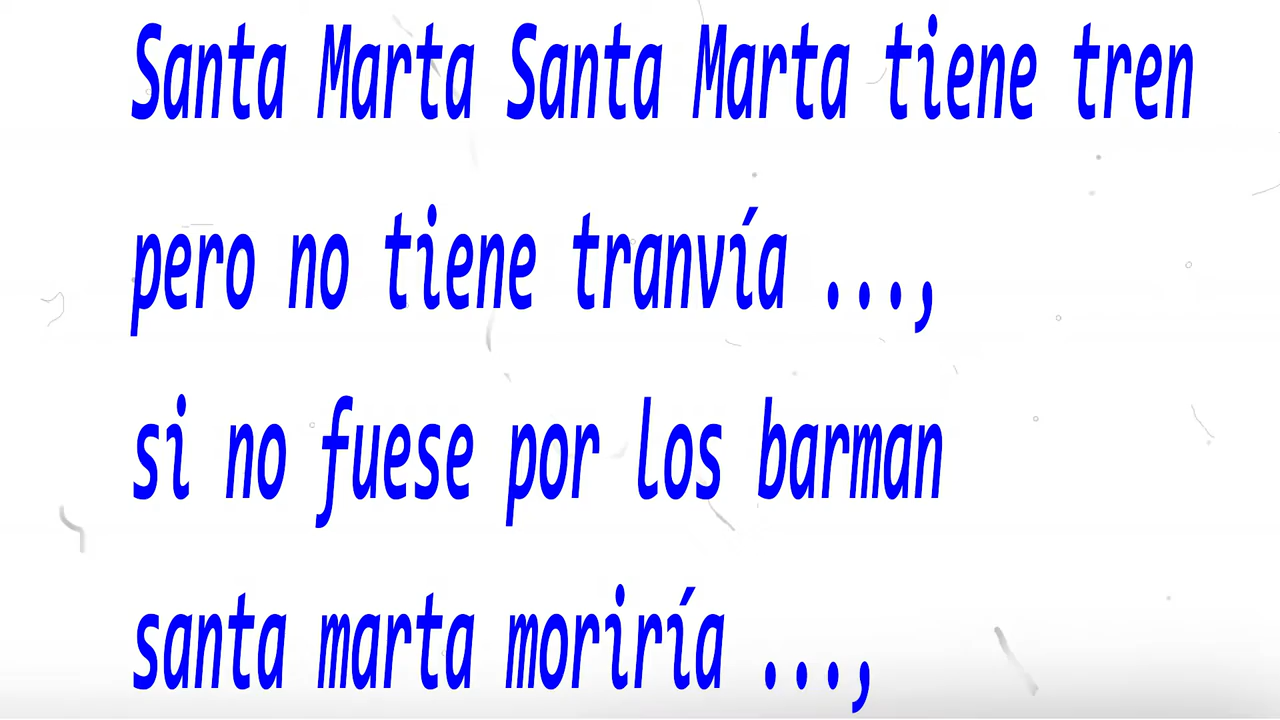 Santa Marta Santa Marta tiene tren
pero no tiene tranvía ...,
si no fuese por los barman
santa marta moriría ...,